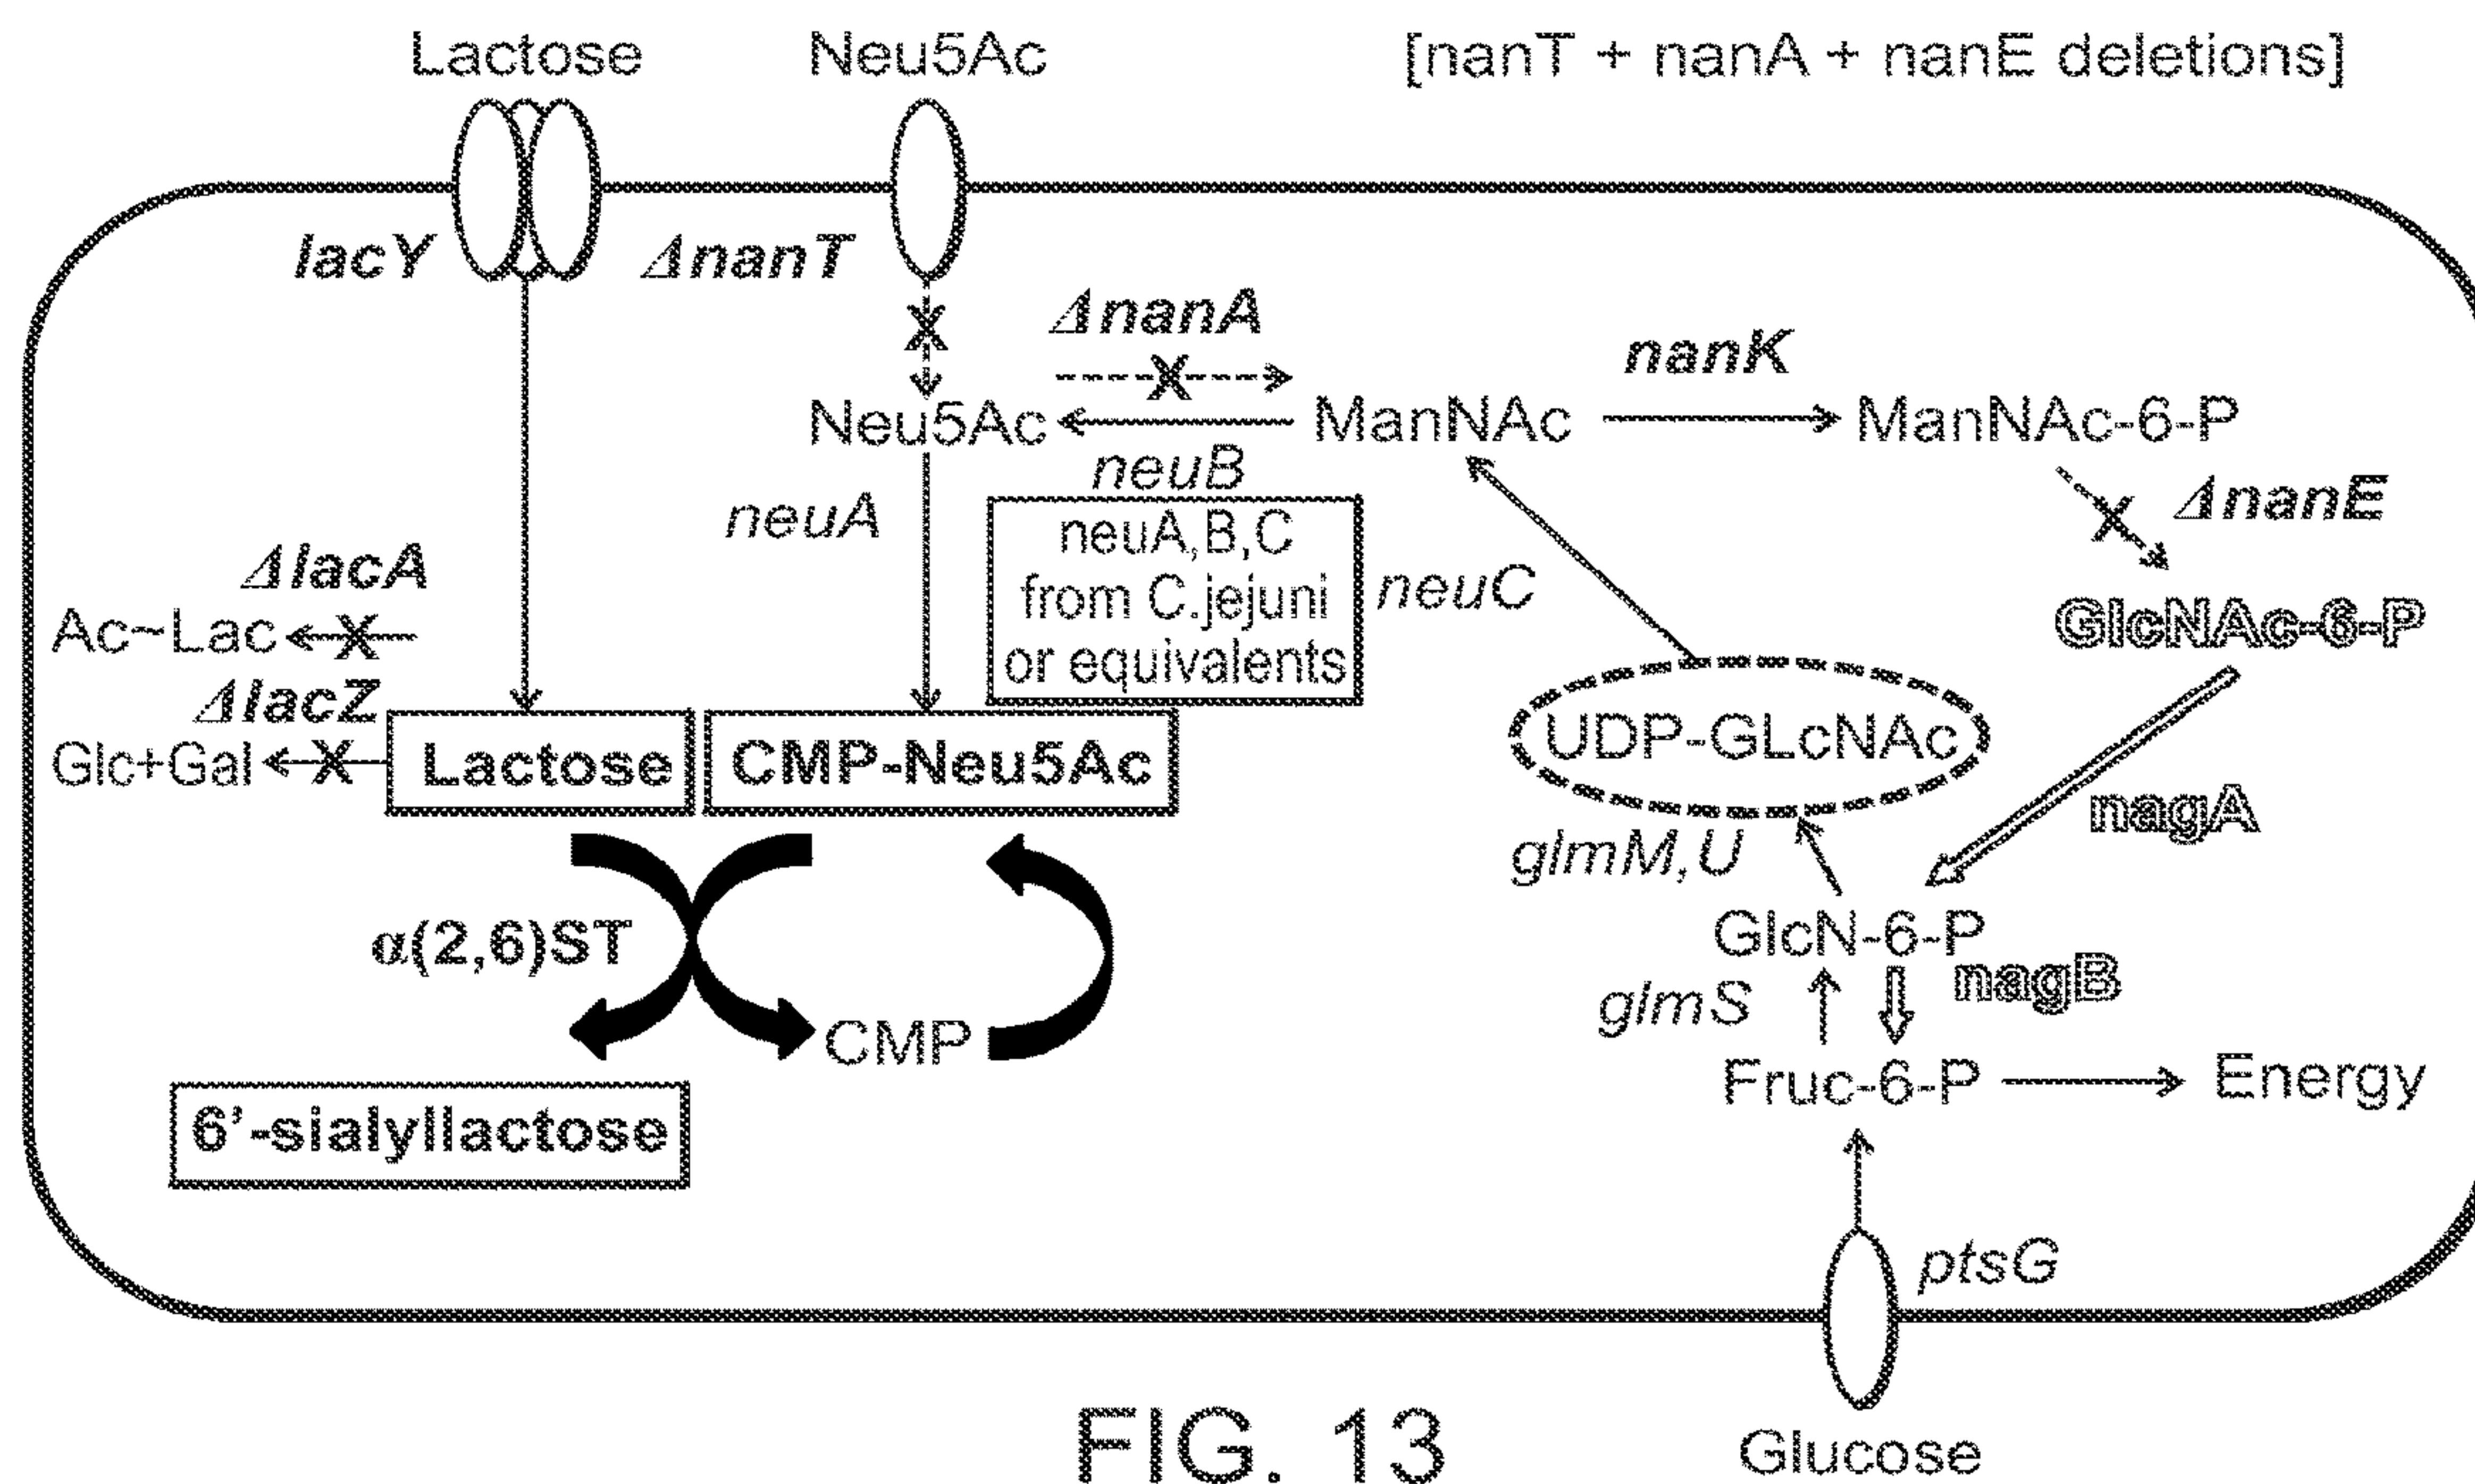 Lactose
Neu5Ac
[nanT + nanA + nanE deletions]
lacY
ΔnanT
ΔnanA
nanK
Neu5Ac
ManNAc
ManNAc-6-P
neuB
ΔnanE
neuA
neuA,B,C
from C.jejuni
or equivalents
neuC
ΔlacA
Ac~Lac
X
GlcNAc-6-P
ΔlacZ
Glc+Gal
X
Lactose
CMP-Neu5Ac
UDP-GLcNAc
nagA
glmM,U
α(2,6)ST
GlcN-6-P
nagB
glmS
CMP
Fruc-6-P
Energy
6'-sialyllactose
ptsG
Glucose
FIG. 13